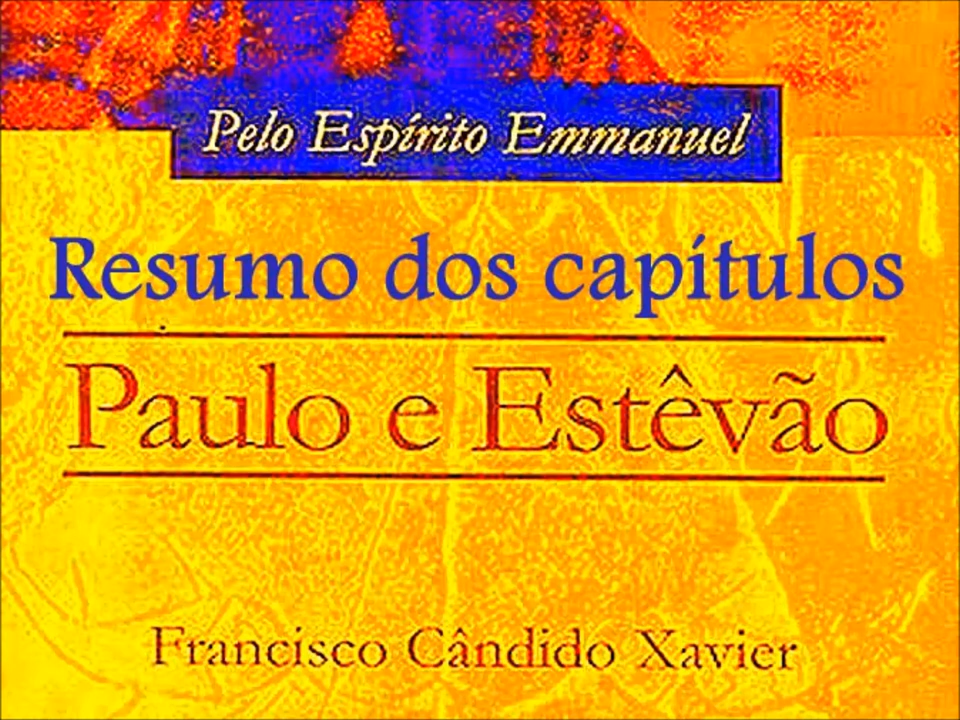 Pelo Espírito Emmanuel
Resumo dos capítulos
Paulo e Estêvão
Francisco Cândido Xavier